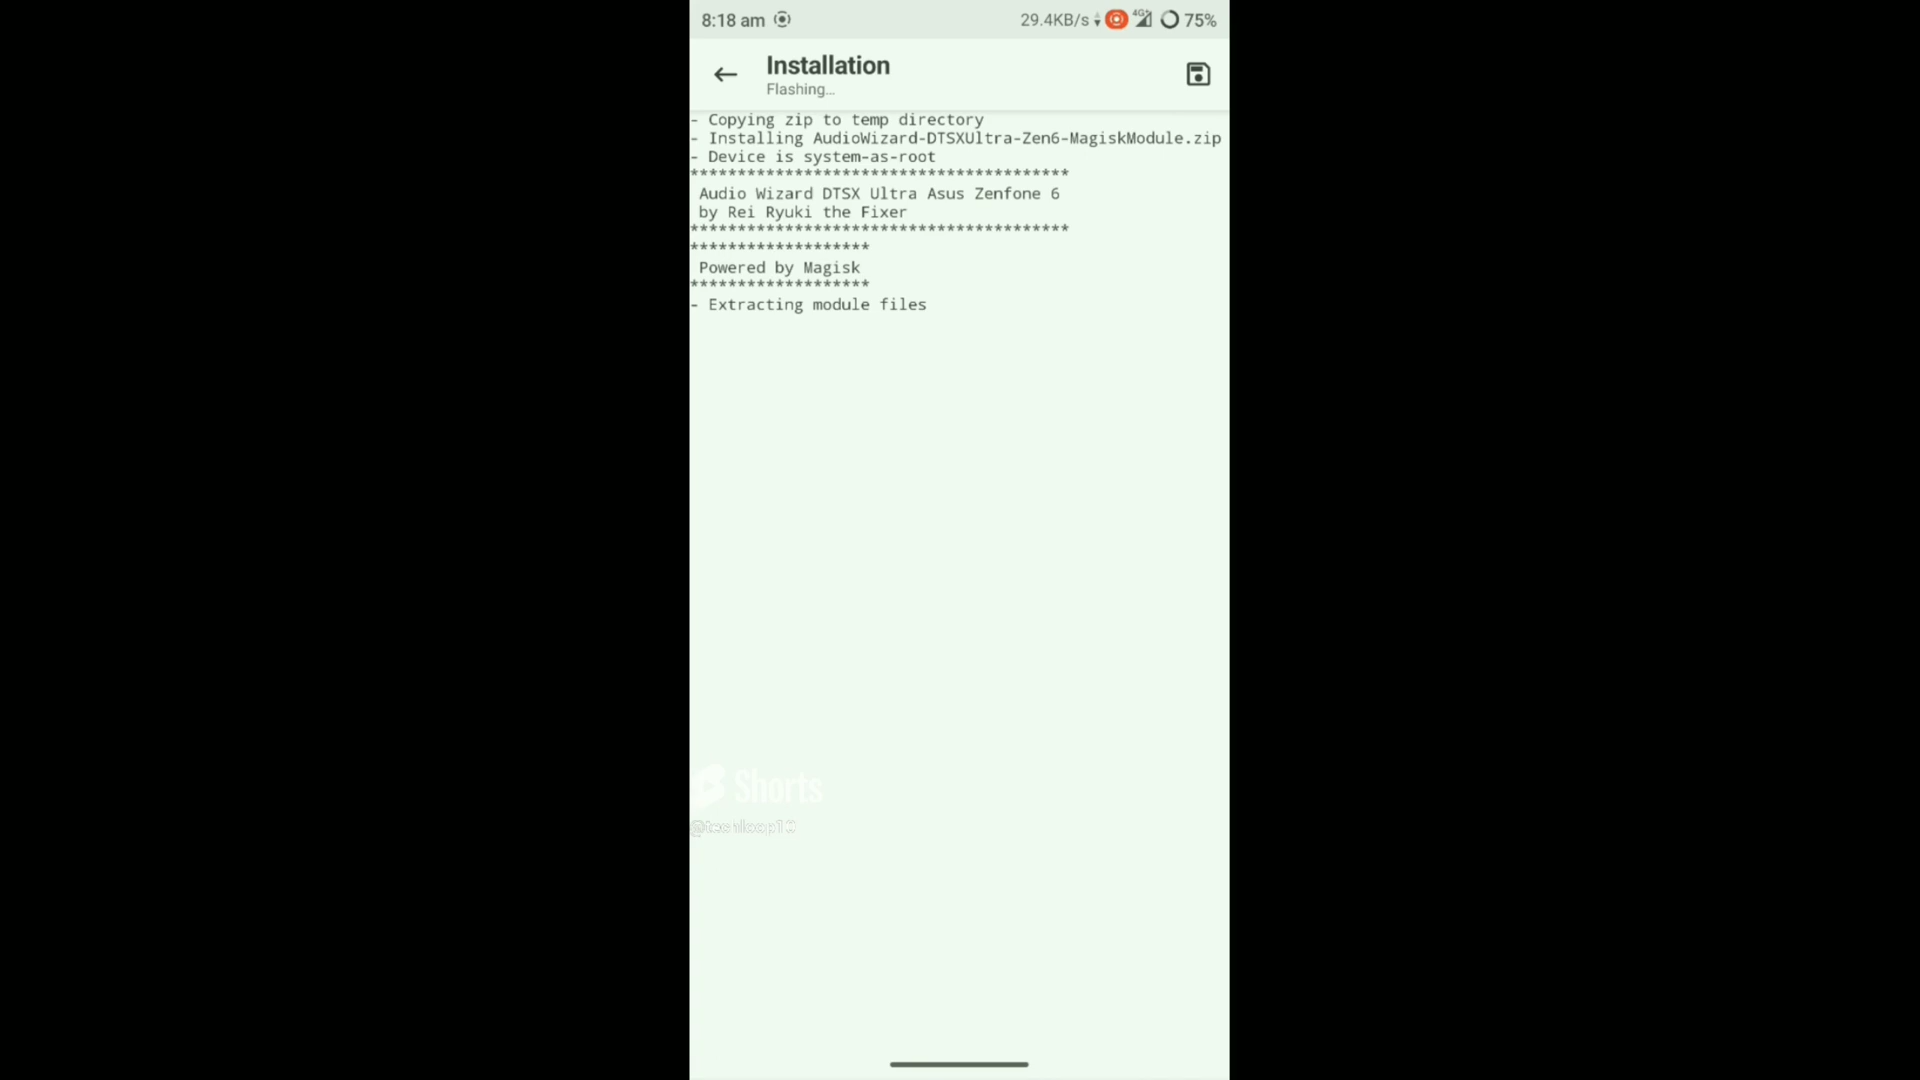 8:18 am 29.4KB/s 4G+ 75%
Installation
Flashing...
- Copying zip to temp directory
- Installing AudioWizard-DTSXUltra-Zen6-MagiskModule.zip
- Device is system-as-root
****************************************
Audio Wizard DTSX Ultra Asus Zenfone 6
by Rei Ryuki the Fixer
****************************************
*******************
Powered by Magisk
*******************
- Extracting module files
Shorts
@techloop10